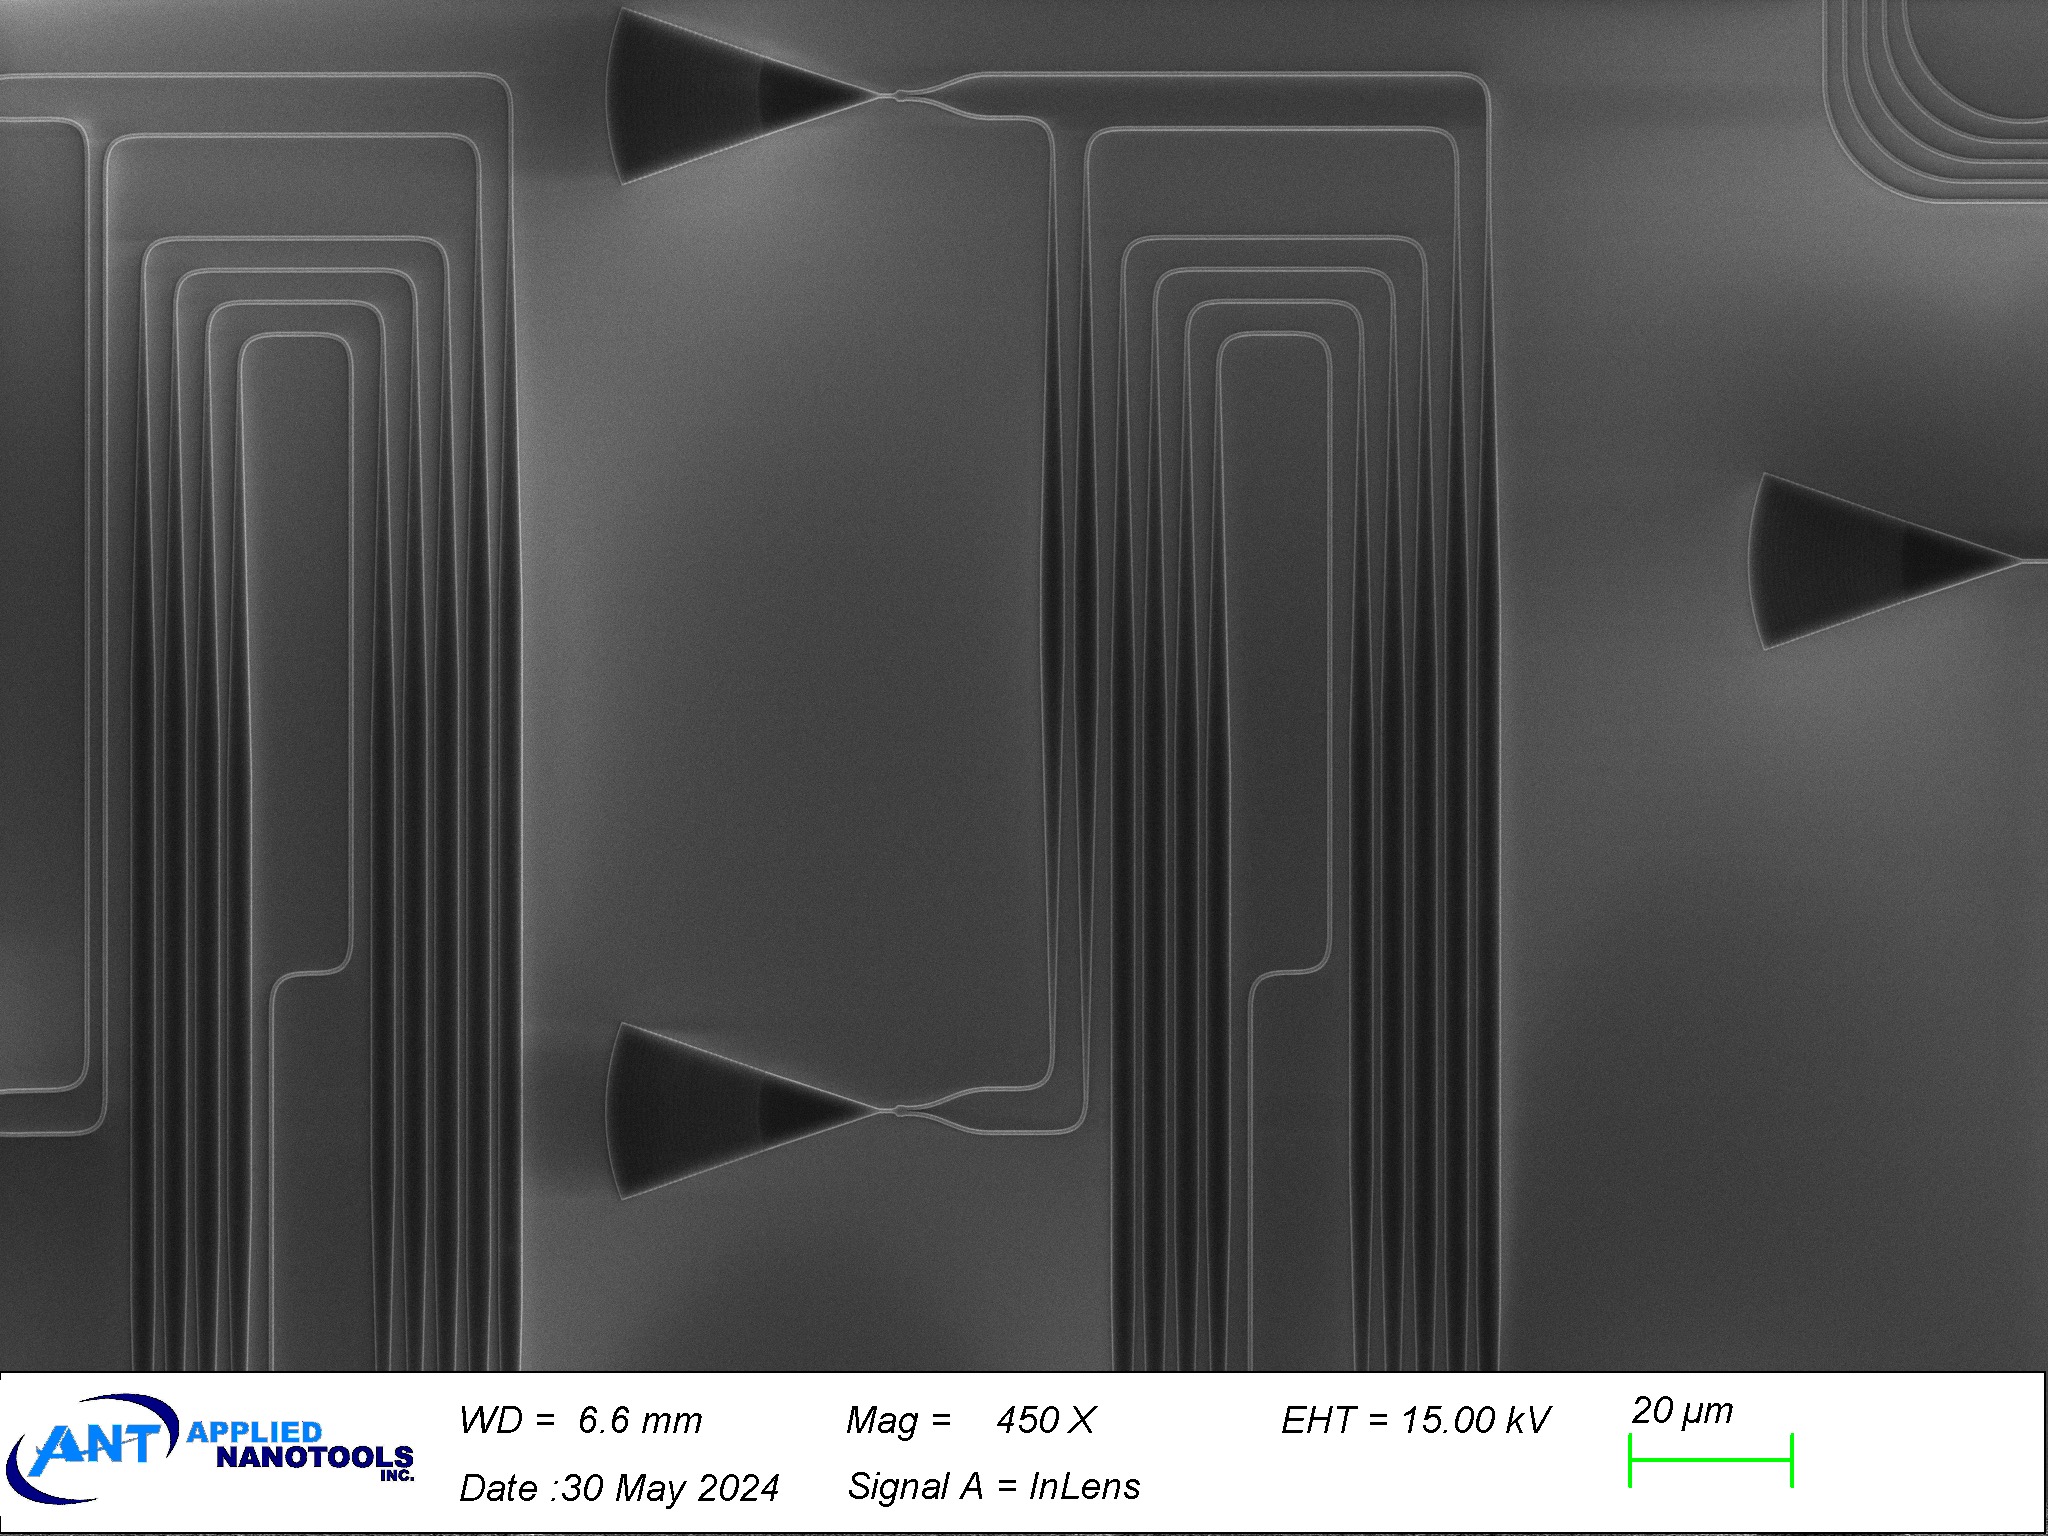 ANT APPLIED
NANOTOOLS
INC.
WD = 6.6 mm Mag = 450 X EHT = 15.00 kV 20 µm
Date :30 May 2024 Signal A = InLens